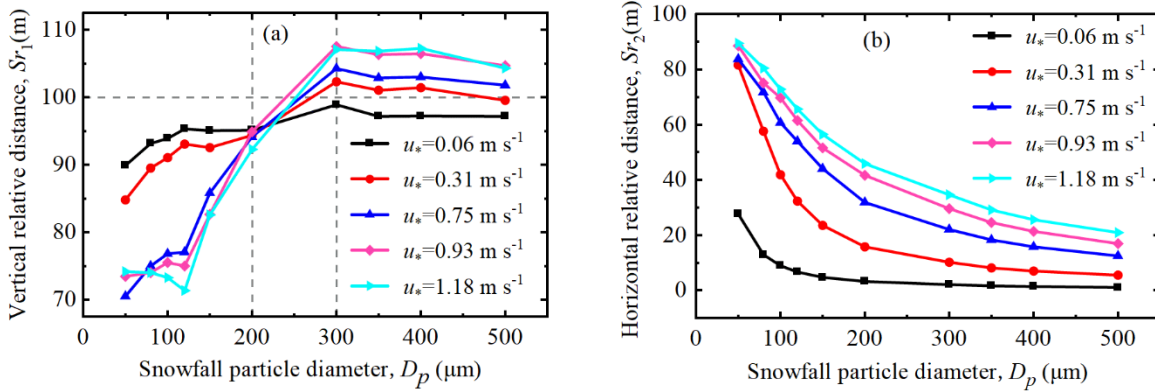 Vertical relative distance, Sr₁(m)
110
100
90
80
70
(a)
u*=0.06 m s⁻¹
u*=0.31 m s⁻¹
u*=0.75 m s⁻¹
u*=0.93 m s⁻¹
u*=1.18 m s⁻¹
0 100 200 300 400 500
Snowfall particle diameter, Dₚ (μm)
Horizontal relative distance, Sr₂(m)
100
80
60
40
20
0
(b)
u*=0.06 m s⁻¹
u*=0.31 m s⁻¹
u*=0.75 m s⁻¹
u*=0.93 m s⁻¹
u*=1.18 m s⁻¹
0 100 200 300 400 500
Snowfall particle diameter, Dₚ (μm)